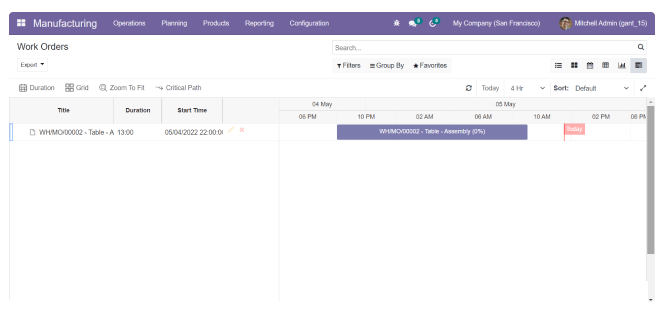 Manufacturing Operations Planning Products Reporting Configuration My Company (San Francisco) Mitchell Admin (gant_15)
Work Orders
Search...
Export
Filters Group By Favorites
Duration Grid Zoom To Fit Critical Path Today 4 Hr Sort: Default
Title Duration Start Time
04 May 05 May
06 PM 10 PM 02 AM 06 AM 10 AM 02 PM 06 PM
WH/MO/00002 - Table - A 13:00 05/04/2022 22:00:0
WH/MO/00002 - Table - Assembly (0%)
Today